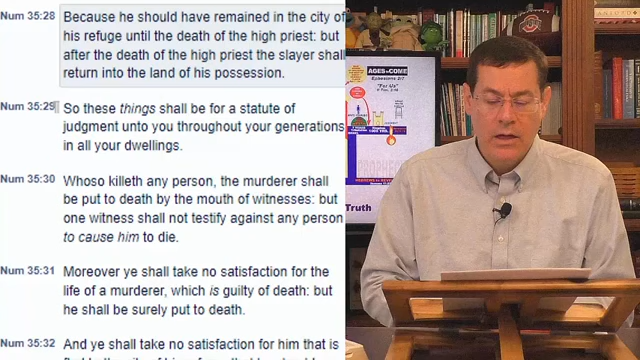 Num 35:28 Because he should have remained in the city of
his refuge until the death of the high priest: but
after the death of the high priest the slayer shall
return into the land of his possession.
Num 35:29 So these things shall be for a statute of
judgment unto you throughout your generations
in all your dwellings.
Num 35:30 Whoso killeth any person, the murderer shall
be put to death by the mouth of witnesses: but
one witness shall not testify against any person
to cause him to die.
Num 35:31 Moreover ye shall take no satisfaction for the
life of a murderer, which is guilty of death: but
he shall be surely put to death.
Num 35:32 And ye shall take no satisfaction for him that is
AGES to COME
Ephesians 2:7
"For Us"
Truth